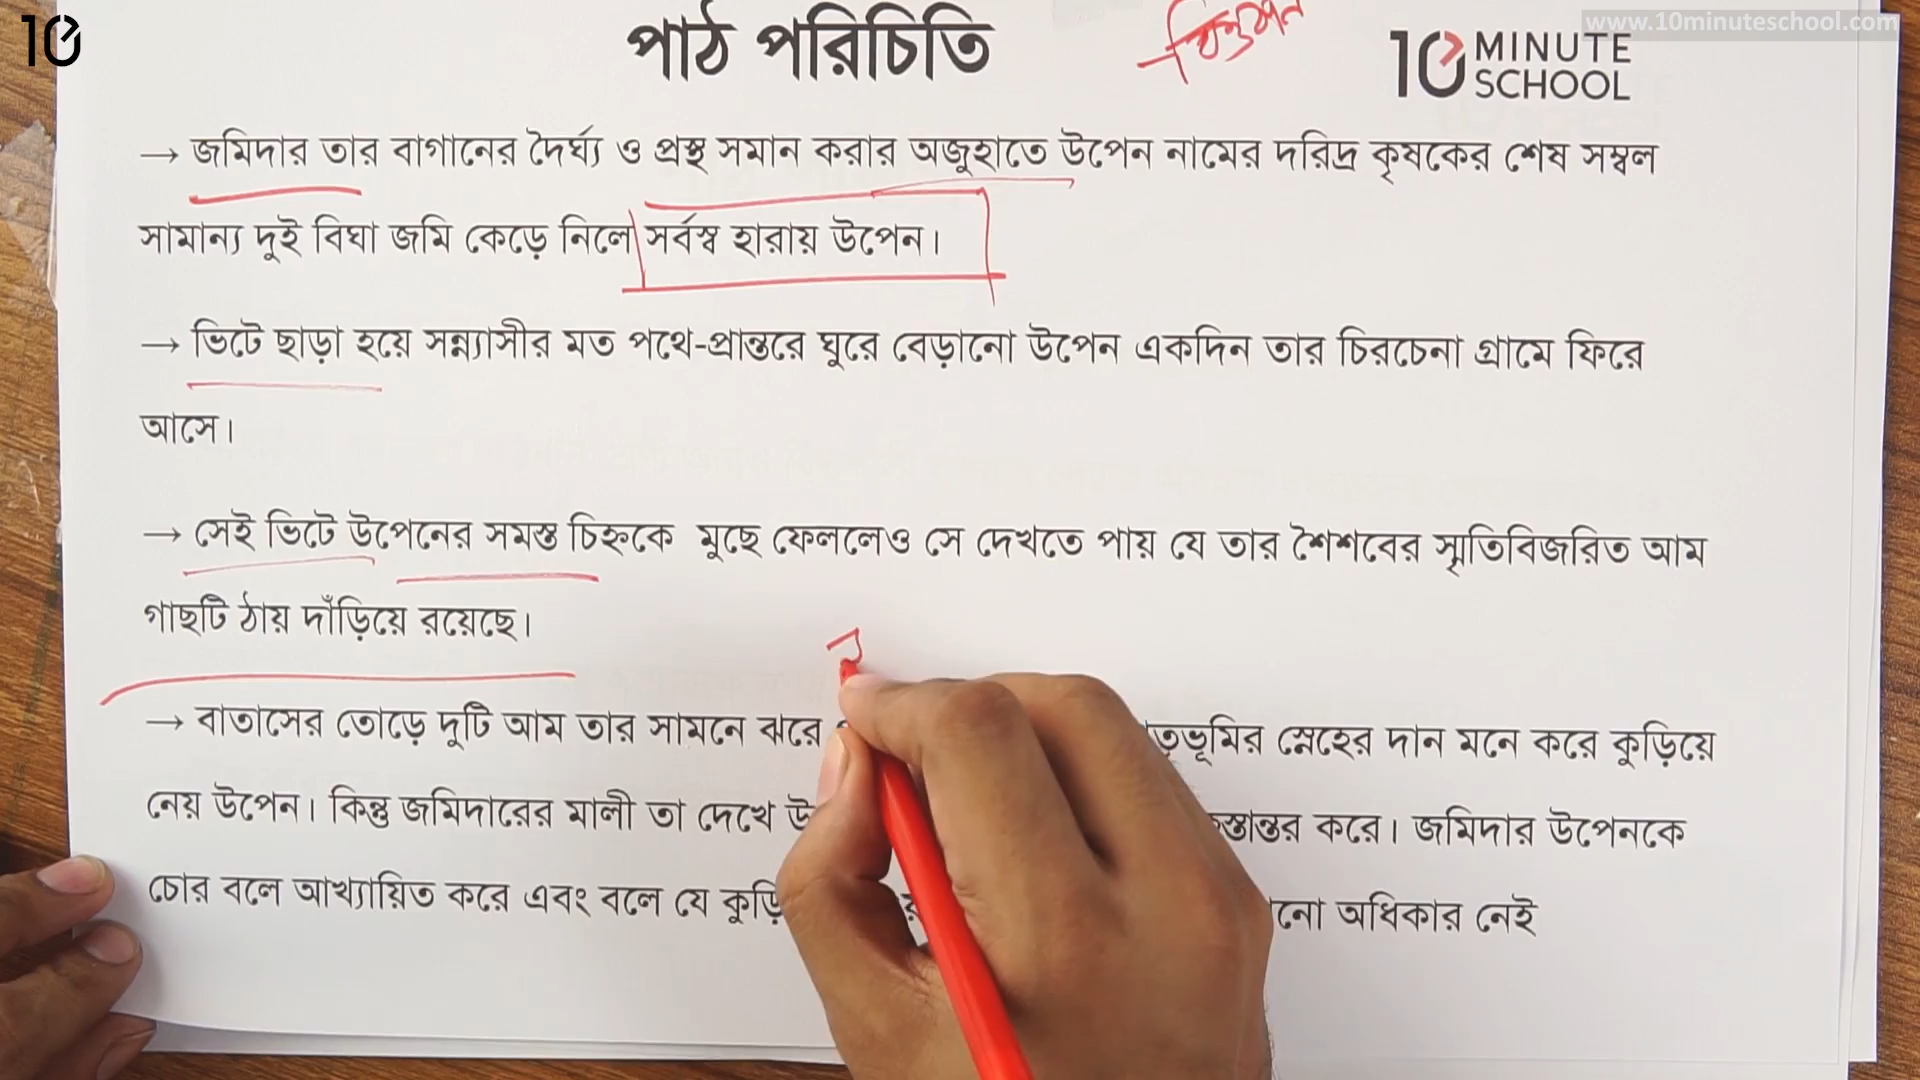 10
www.10minuteschool.com
পাঠ পরিচিতি
10 MINUTE SCHOOL
→ জমিদার তার বাগানের দৈর্ঘ্য ও প্রস্থ সমান করার অজুহাতে উপেন নামের দরিদ্র কৃষকের শেষ সম্বল
সামান্য দুই বিঘা জমি কেড়ে নিলে সর্বস্ব হারায় উপেন।
→ ভিটে ছাড়া হয়ে সন্ন্যাসীর মত পথে-প্রান্তরে ঘুরে বেড়ানো উপেন একদিন তার চিরচেনা গ্রামে ফিরে
আসে।
→ সেই ভিটে উপেনের সমস্ত চিহ্নকে মুছে ফেললেও সে দেখতে পায় যে তার শৈশবের স্মৃতিবিজরিত আম
গাছটি ঠায় দাঁড়িয়ে রয়েছে।
→ বাতাসের তোড়ে দুটি আম তার সামনে ঝরে স্নেহের দান মনে করে কুড়িয়ে
নেয় উপেন। কিন্তু জমিদারের মালী তা দেখে করে। জমিদার উপেনকে
চোর বলে আখ্যায়িত করে এবং বলে যে অধিকার নেই